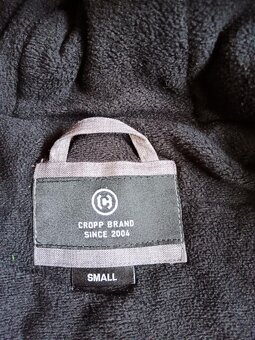 C
CROPP BRAND
SINCE 2004
SMALL